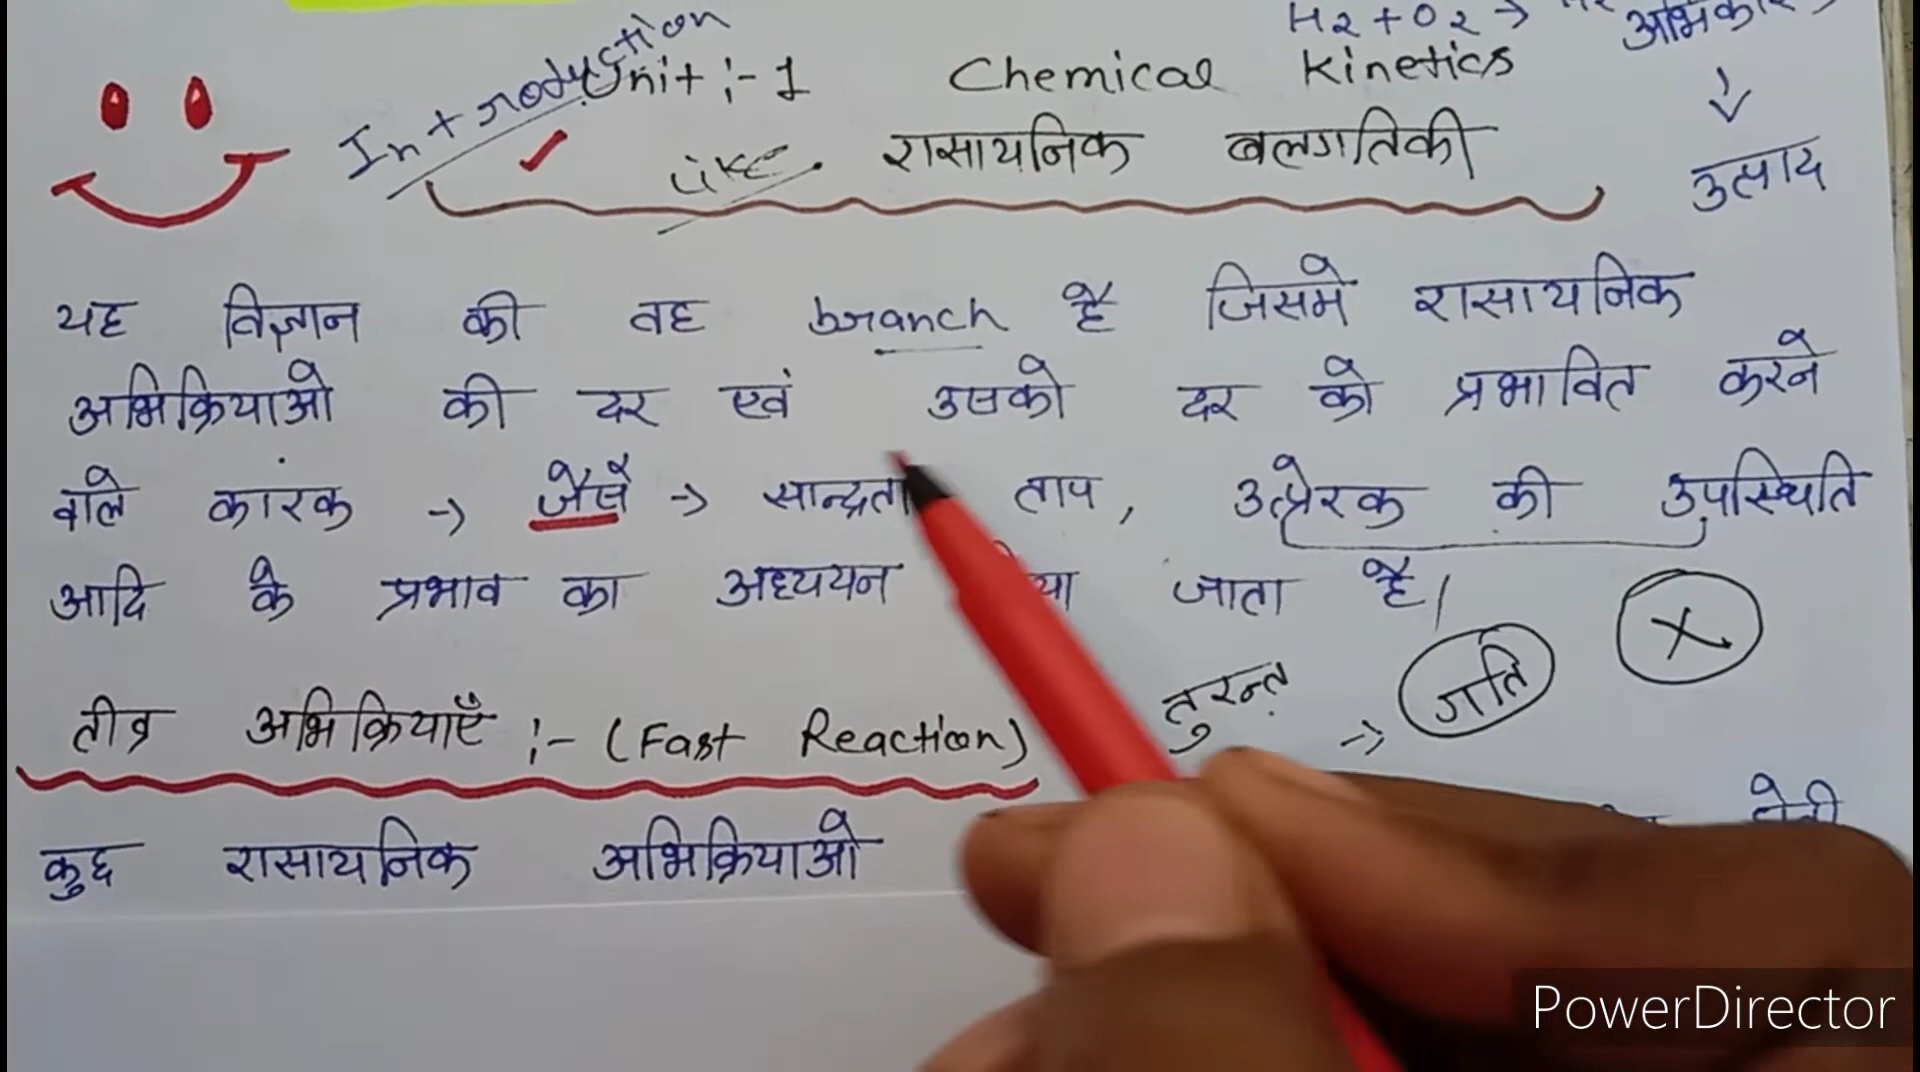 H2 + O2 →
Introduction
Unit :- 1 Chemical Kinetics
Like रासायनिक बलगतिकी
↓
उत्पाद
यह विज्ञान की वह branch है जिसमे रासायनिक
अभिक्रियाओ की दर एवं उसको दर को प्रभावित करने
वाले कारक → जैसे → सान्द्रता ताप, उत्प्रेरक की उपस्थिति
आदि के प्रभाव का अध्ययन जाता है।
तीव्र अभिक्रियाएँ :- (Fast Reaction) तुरन्त → गति X
कुछ रासायनिक अभिक्रियाओ
PowerDirector